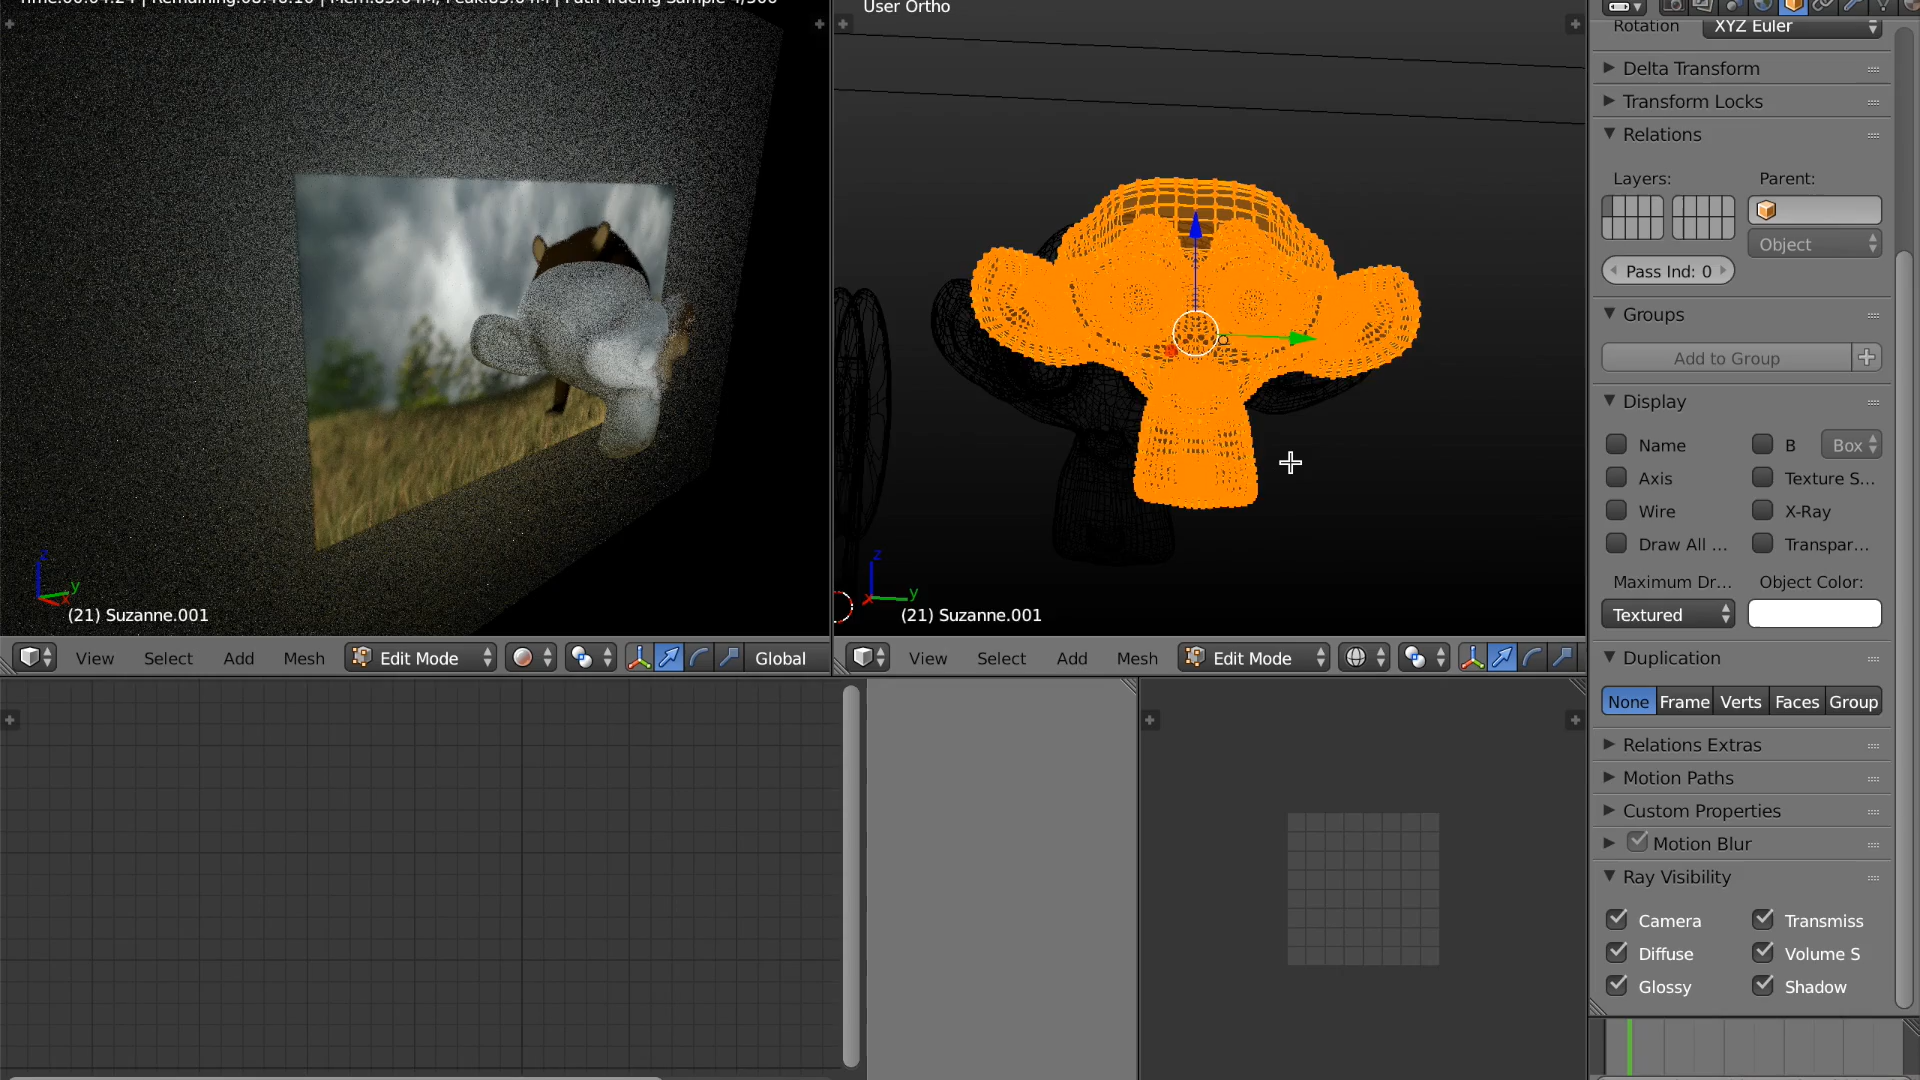 User Ortho
(21) Suzanne.001
(21) Suzanne.001
View Select Add Mesh Edit Mode Global
View Select Add Mesh Edit Mode
Rotation XYZ Euler
Delta Transform
Transform Locks
Relations
Layers: Parent:
Object
Pass Ind: 0
Groups
Add to Group
Display
Name B Box
Axis Texture S...
Wire X-Ray
Draw All ... Transpar...
Maximum Dr... Object Color:
Textured
Duplication
None Frame Verts Faces Group
Relations Extras
Motion Paths
Custom Properties
Motion Blur
Ray Visibility
Camera Transmiss
Diffuse Volume S
Glossy Shadow
z
y
x
z
y
x